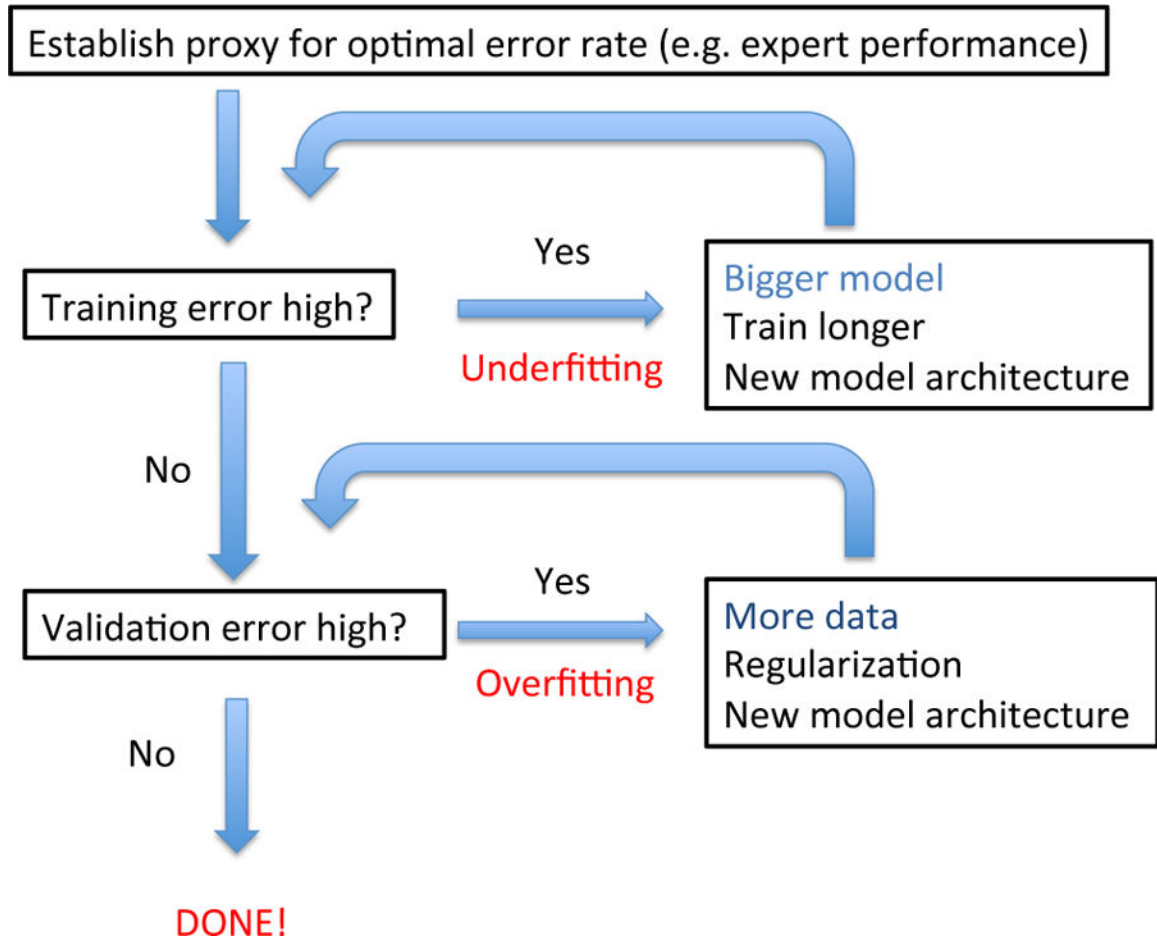 Establish proxy for optimal error rate (e.g. expert performance)
Training error high?
Yes
Underfitting
Bigger model
Train longer
New model architecture
No
Validation error high?
Yes
Overfitting
More data
Regularization
New model architecture
No
DONE!